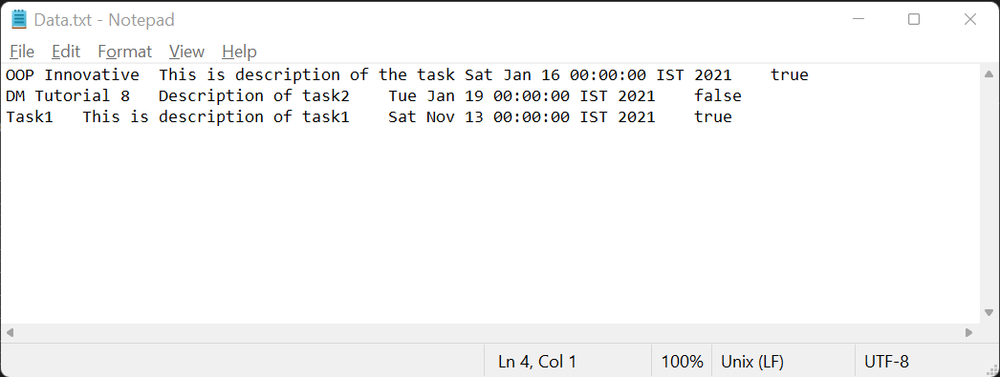 Data.txt - Notepad
File Edit Format View Help
OOP Innovative  This is description of the task Sat Jan 16 00:00:00 IST 2021    true
DM Tutorial 8   Description of task2    Tue Jan 19 00:00:00 IST 2021    false
Task1   This is description of task1    Sat Nov 13 00:00:00 IST 2021    true
Ln 4, Col 1 100% Unix (LF) UTF-8